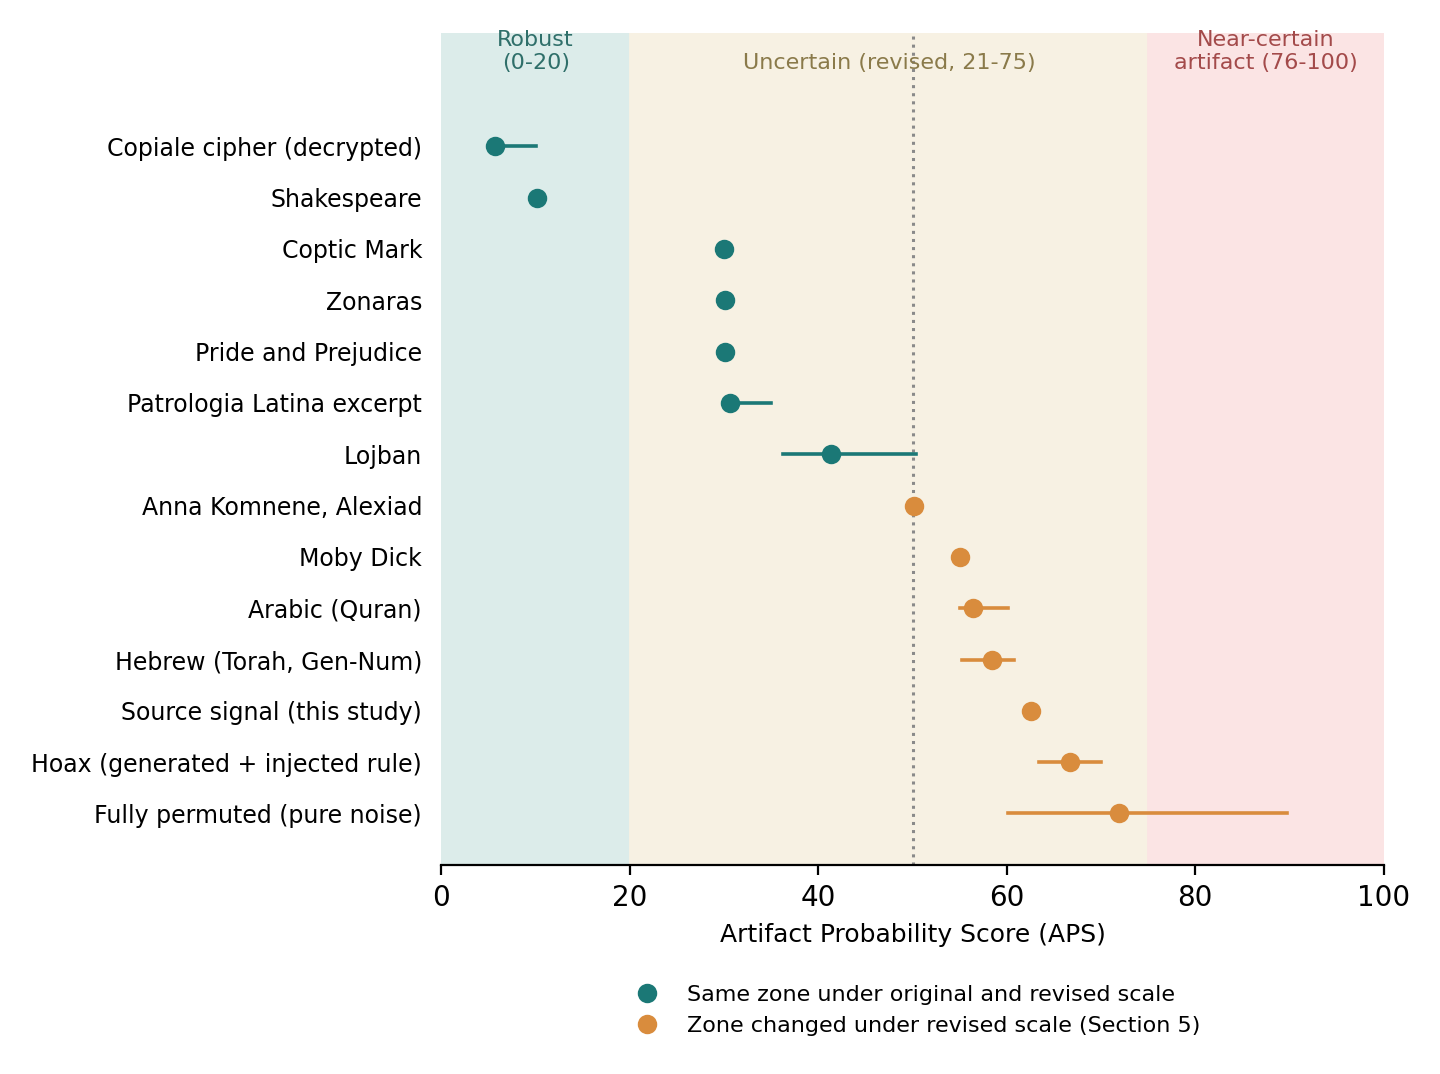 Robust
(0-20)
Uncertain (revised, 21-75)
Near-certain
artifact (76-100)
Copiale cipher (decrypted)
Shakespeare
Coptic Mark
Zonaras
Pride and Prejudice
Patrologia Latina excerpt
Lojban
Anna Komnene, Alexiad
Moby Dick
Arabic (Quran)
Hebrew (Torah, Gen-Num)
Source signal (this study)
Hoax (generated + injected rule)
Fully permuted (pure noise)
0 20 40 60 80 100
Artifact Probability Score (APS)
Same zone under original and revised scale
Zone changed under revised scale (Section 5)